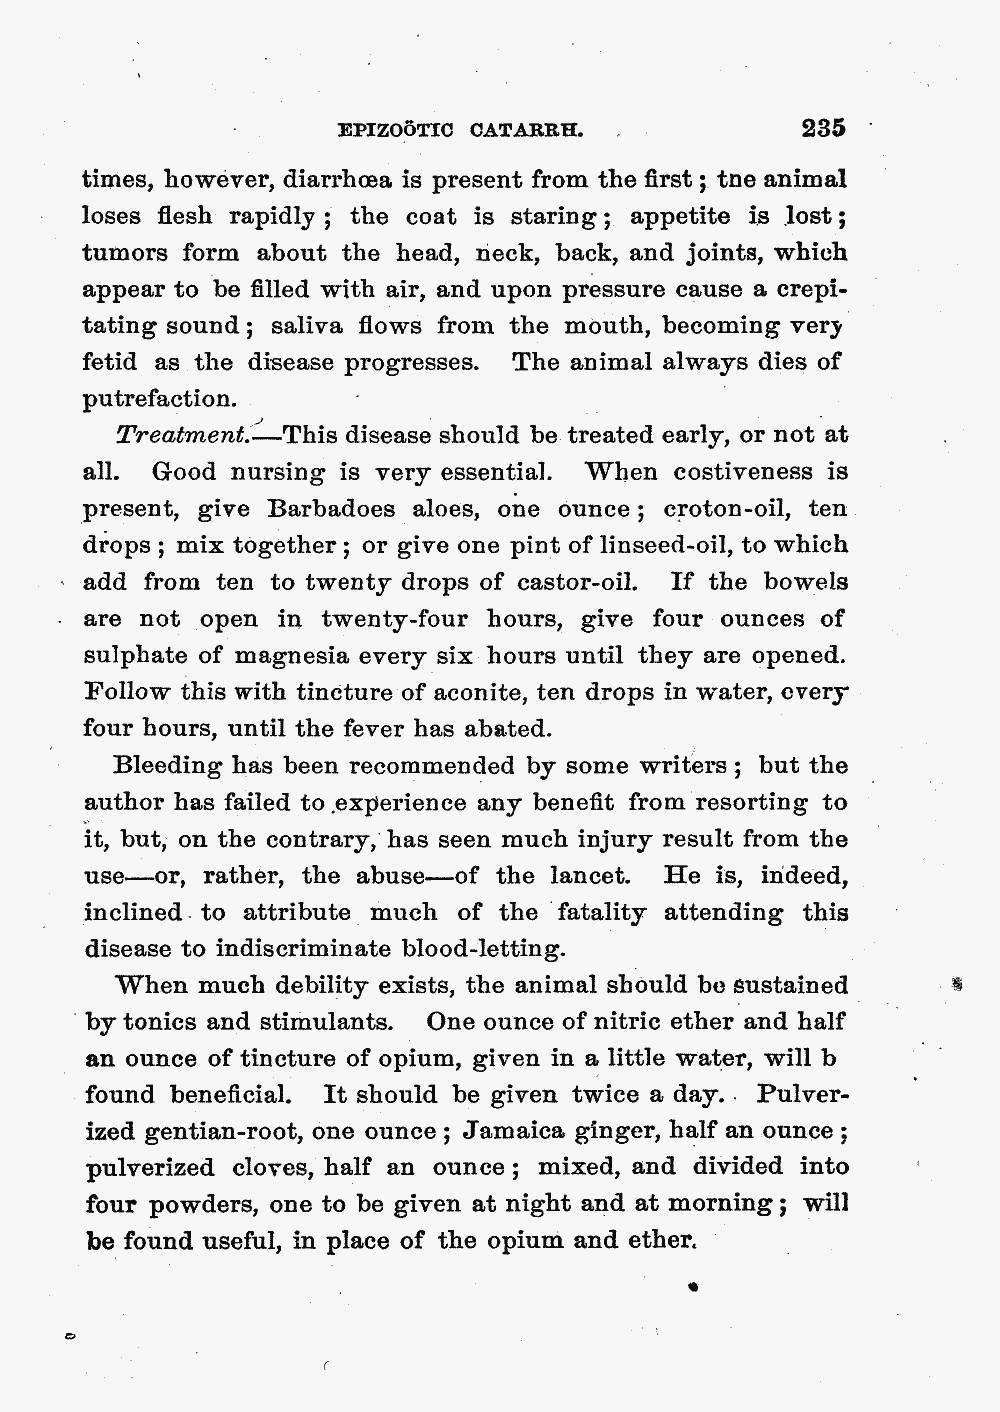 EPIZOÖTIC CATARRH. 235
times, however, diarrhœa is present from the first; tne animal
loses flesh rapidly; the coat is staring; appetite is lost;
tumors form about the head, neck, back, and joints, which
appear to be filled with air, and upon pressure cause a crepi-
tating sound; saliva flows from the mouth, becoming very
fetid as the disease progresses. The animal always dies of
putrefaction.
Treatment.—This disease should be treated early, or not at
all. Good nursing is very essential. When costiveness is
present, give Barbadoes aloes, one ounce; croton-oil, ten
drops; mix together; or give one pint of linseed-oil, to which
add from ten to twenty drops of castor-oil. If the bowels
are not open in twenty-four hours, give four ounces of
sulphate of magnesia every six hours until they are opened.
Follow this with tincture of aconite, ten drops in water, every
four hours, until the fever has abated.
Bleeding has been recommended by some writers; but the
author has failed to experience any benefit from resorting to
it, but, on the contrary, has seen much injury result from the
use—or, rather, the abuse—of the lancet. He is, indeed,
inclined to attribute much of the fatality attending this
disease to indiscriminate blood-letting.
When much debility exists, the animal should be sustained
by tonics and stimulants. One ounce of nitric ether and half
an ounce of tincture of opium, given in a little water, will b
found beneficial. It should be given twice a day. Pulver-
ized gentian-root, one ounce; Jamaica ginger, half an ounce;
pulverized cloves, half an ounce; mixed, and divided into
four powders, one to be given at night and at morning; will
be found useful, in place of the opium and ether.